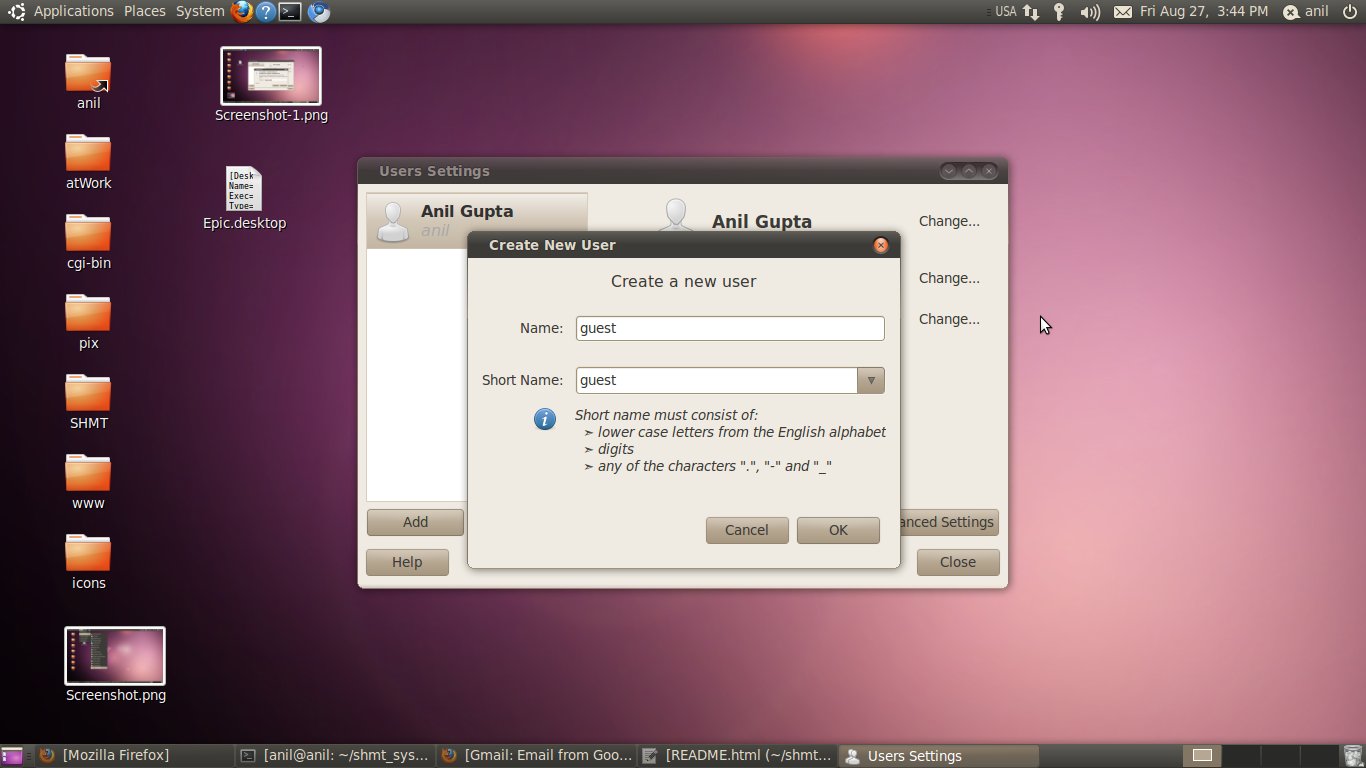 Applications Places System
USA Fri Aug 27, 3:44 PM anil
anil
atWork
cgi-bin
pix
SHMT
www
icons
Screenshot.png
Screenshot-1.png
[Desk
Name=
Exec=
Type=
Epic.desktop
Users Settings
Anil Gupta
anil
Anil Gupta
Change...
Change...
Change...
Create New User
Create a new user
Name: guest
Short Name: guest
Short name must consist of:
➣ lower case letters from the English alphabet
➣ digits
➣ any of the characters ".", "-" and "_"
Cancel OK
Add
anced Settings
Help
Close
[Mozilla Firefox]
[anil@anil: ~/shmt_sys...
[Gmail: Email from Goo...
[README.html (~/shmt...
Users Settings